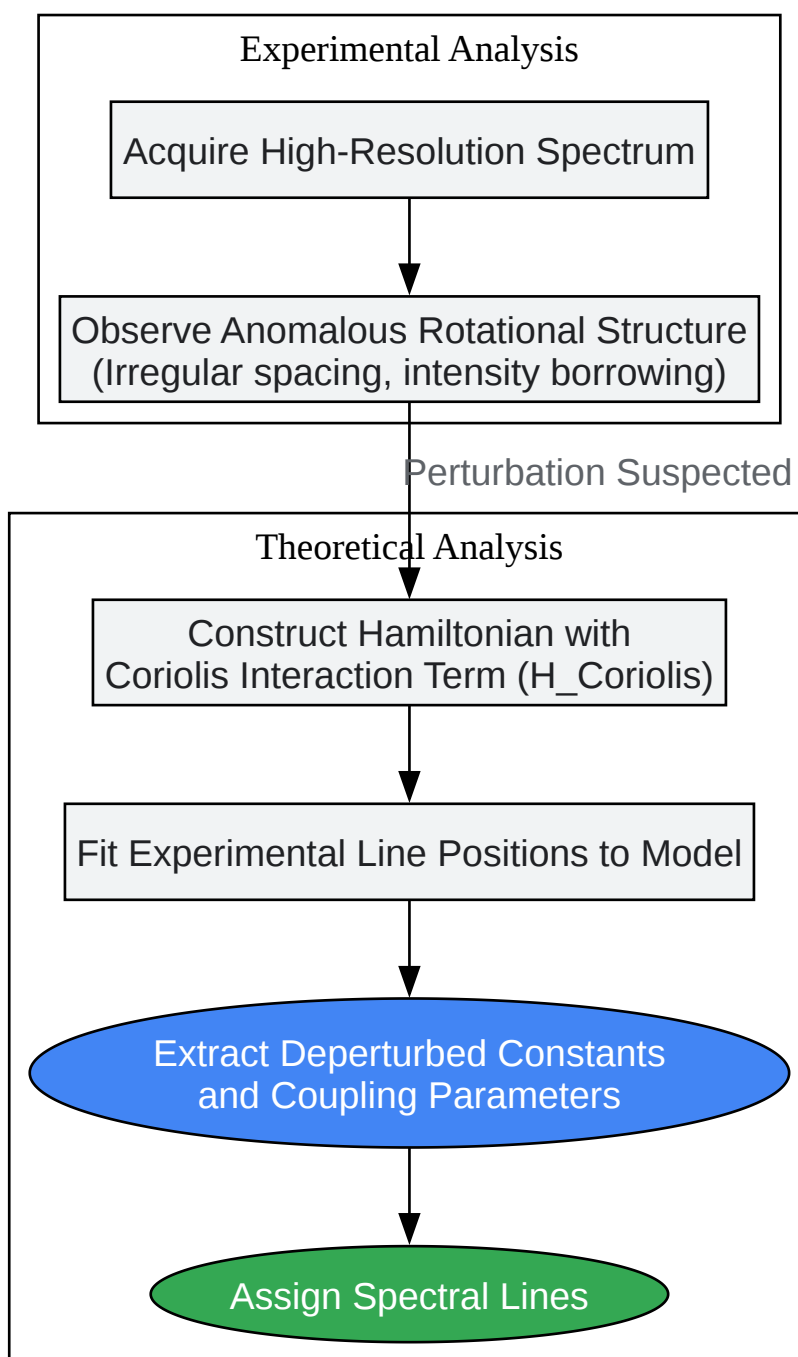 Experimental Analysis
Acquire High-Resolution Spectrum
Observe Anomalous Rotational Structure
(Irregular spacing, intensity borrowing)
Perturbation Suspected
Theoretical Analysis
Construct Hamiltonian with
Coriolis Interaction Term (H_Coriolis)
Fit Experimental Line Positions to Model
Extract Deperturbed Constants
and Coupling Parameters
Assign Spectral Lines